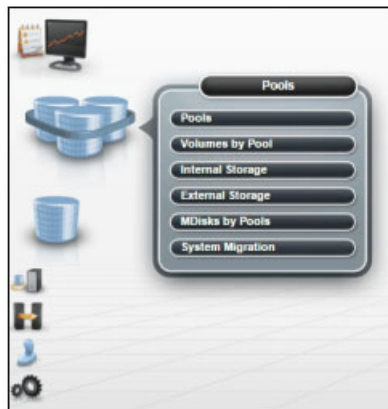 Pools
Pools
Volumes by Pool
Internal Storage
External Storage
MDisks by Pools
System Migration